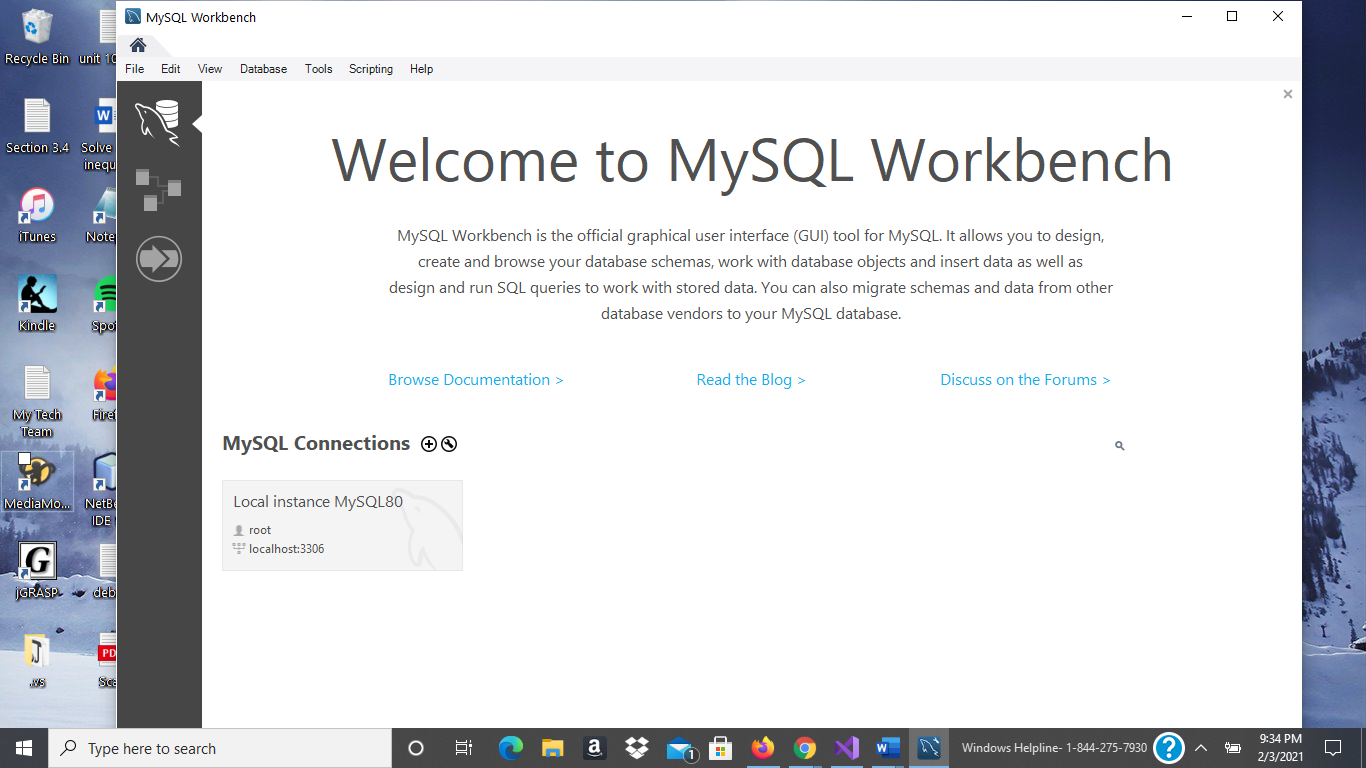 MySQL Workbench
File Edit View Database Tools Scripting Help
Recycle Bin
unit 10
Section 3.4
Solve
inequ
iTunes
Note
Kindle
Spot
My Tech
Team
Firef
MediaMo...
NetBe
IDE
jGRASP
deb
.vs
PD
Sca
Welcome to MySQL Workbench
MySQL Workbench is the official graphical user interface (GUI) tool for MySQL. It allows you to design,
create and browse your database schemas, work with database objects and insert data as well as
design and run SQL queries to work with stored data. You can also migrate schemas and data from other
database vendors to your MySQL database.
Browse Documentation > Read the Blog > Discuss on the Forums >
MySQL Connections
Local instance MySQL80
root
localhost:3306
Type here to search
1
Windows Helpline- 1-844-275-7930
9:34 PM
2/3/2021